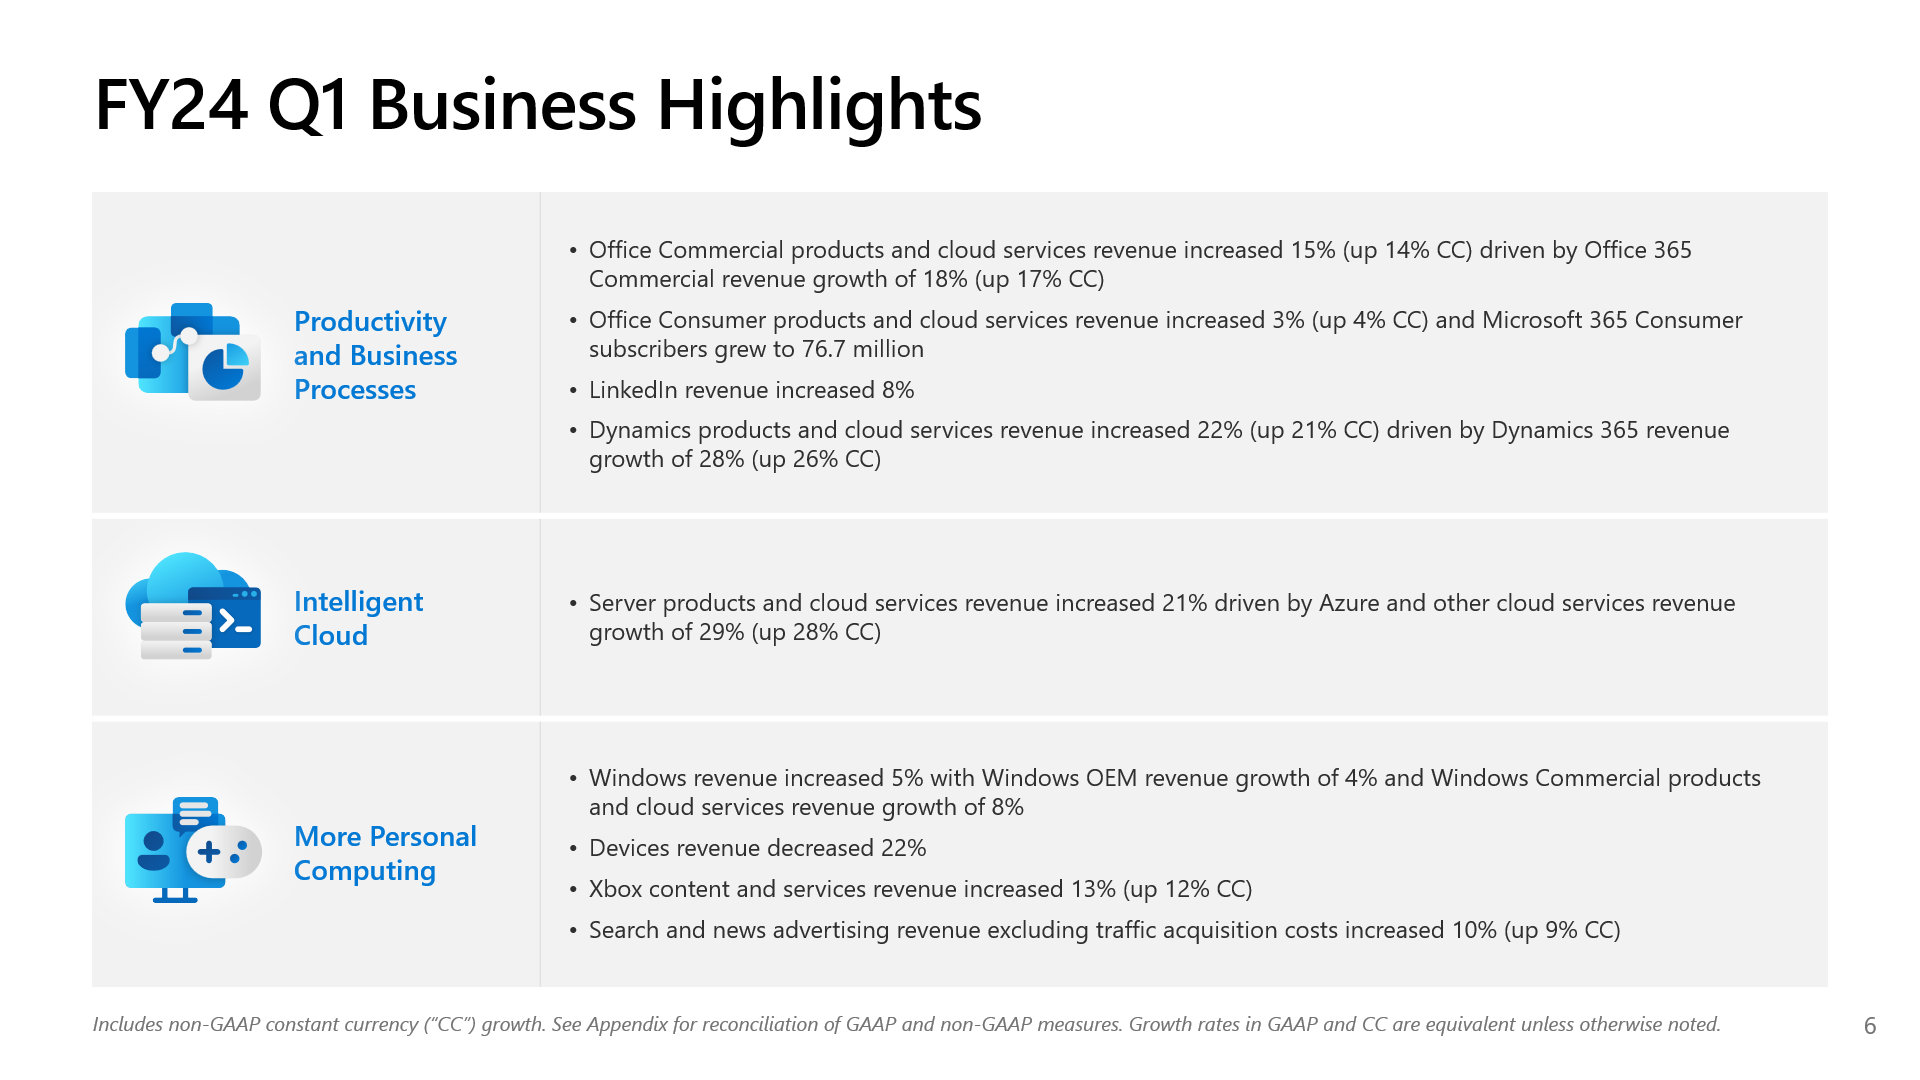 FY24 Q1 Business Highlights
Productivity
and Business
Processes
• Office Commercial products and cloud services revenue increased 15% (up 14% CC) driven by Office 365
Commercial revenue growth of 18% (up 17% CC)
• Office Consumer products and cloud services revenue increased 3% (up 4% CC) and Microsoft 365 Consumer
subscribers grew to 76.7 million
• LinkedIn revenue increased 8%
• Dynamics products and cloud services revenue increased 22% (up 21% CC) driven by Dynamics 365 revenue
growth of 28% (up 26% CC)
Intelligent
Cloud
• Server products and cloud services revenue increased 21% driven by Azure and other cloud services revenue
growth of 29% (up 28% CC)
More Personal
Computing
• Windows revenue increased 5% with Windows OEM revenue growth of 4% and Windows Commercial products
and cloud services revenue growth of 8%
• Devices revenue decreased 22%
• Xbox content and services revenue increased 13% (up 12% CC)
• Search and news advertising revenue excluding traffic acquisition costs increased 10% (up 9% CC)
Includes non-GAAP constant currency (“CC”) growth. See Appendix for reconciliation of GAAP and non-GAAP measures. Growth rates in GAAP and CC are equivalent unless otherwise noted.
6